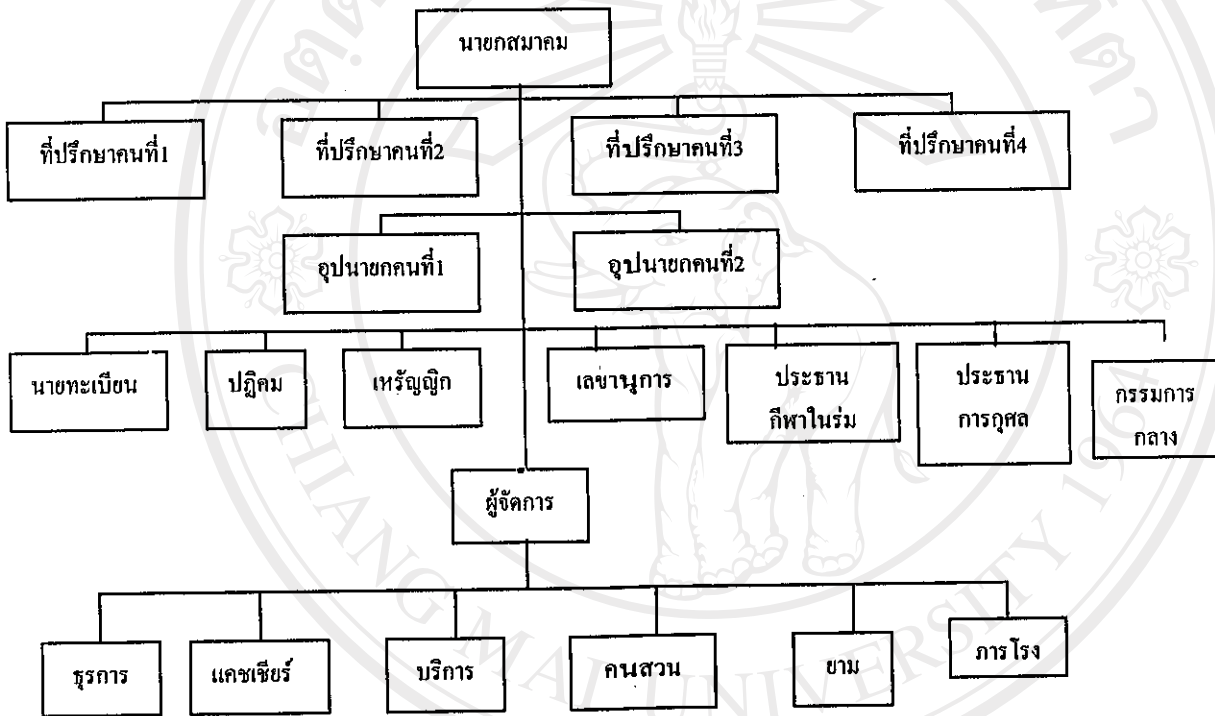 นายกสมาคม
ที่ปรึกษาคนที่1
ที่ปรึกษาคนที่2
ที่ปรึกษาคนที่3
ที่ปรึกษาคนที่4
อุปนายกคนที่1
อุปนายกคนที่2
นายทะเบียน
ปฏิคม
เหรัญญิก
เลขานุการ
ประธาน
กีฬาในร่ม
ประธาน
การกุศล
กรรมการ
กลาง
ผู้จัดการ
ธุรการ
แคชเชียร์
บริการ
คนสวน
ยาม
ภารโรง
CHIANG MAI UNIVERSITY 1964